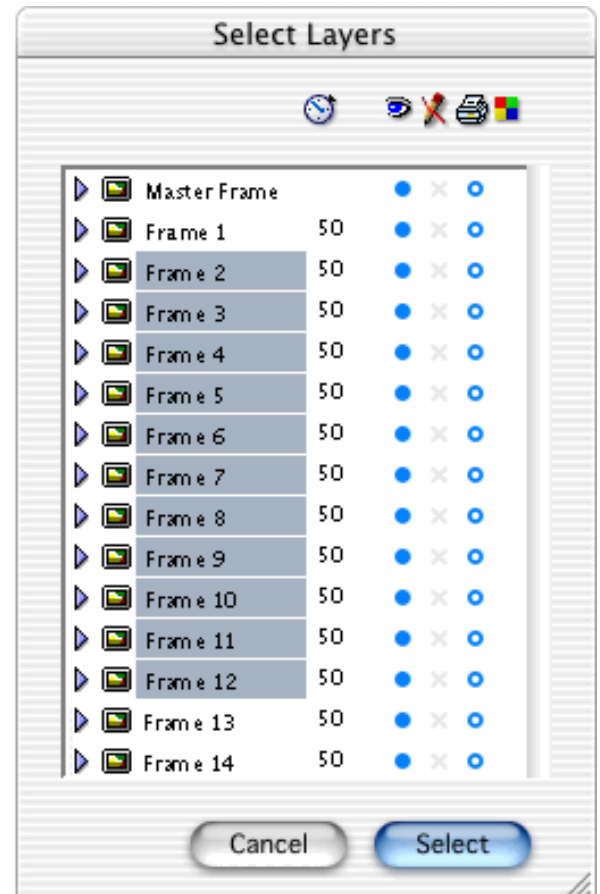 Select Layers
Master Frame
Frame 1 50
Frame 2 50
Frame 3 50
Frame 4 50
Frame 5 50
Frame 6 50
Frame 7 50
Frame 8 50
Frame 9 50
Frame 10 50
Frame 11 50
Frame 12 50
Frame 13 50
Frame 14 50
Cancel Select